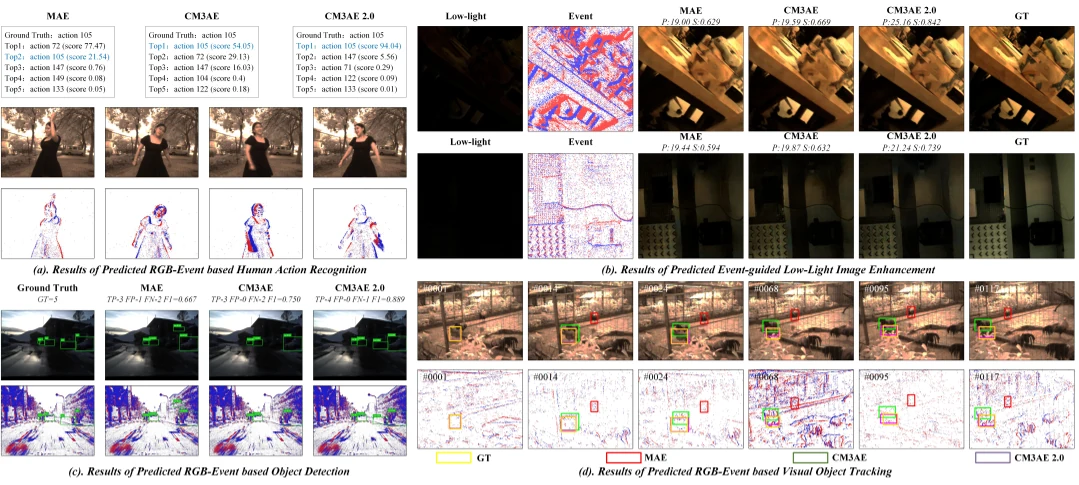 MAE
Ground Truth: action 105
Top1: action 72 (score 77.47)
Top2: action 105 (score 21.54)
Top3: action 147 (score 0.76)
Top4: action 149 (score 0.08)
Top5: action 133 (score 0.05)
CM3AE
Ground Truth: action 105
Top1: action 105 (score 54.05)
Top2: action 72 (score 29.13)
Top3: action 147 (score 16.03)
Top4: action 104 (score 0.4)
Top5: action 122 (score 0.18)
CM3AE 2.0
Ground Truth: action 105
Top1: action 105 (score 94.04)
Top2: action 147 (score 5.56)
Top3: action 71 (score 0.29)
Top4: action 122 (score 0.09)
Top5: action 133 (score 0.01)
(a). Results of Predicted RGB-Event based Human Action Recognition
Low-light
Event
MAE
P:19.00 S:0.629
CM3AE
P:19.59 S:0.669
CM3AE 2.0
P:25.16 S:0.842
GT
Low-light
Event
MAE
P:19.44 S:0.594
CM3AE
P:19.87 S:0.632
CM3AE 2.0
P:21.24 S:0.739
GT
(b). Results of Predicted Event-guided Low-Light Image Enhancement
Ground Truth
GT=5
MAE
TP-3 FP-1 FN-2 F1=0.667
CM3AE
TP-3 FP-0 FN-2 F1=0.750
CM3AE 2.0
TP-4 FP-0 FN-1 F1=0.889
(c). Results of Predicted RGB-Event based Object Detection
#0001
#0014
#0024
#0068
#0095
#0117
#0001
#0014
#0024
#0068
#0095
#0117
GT
MAE
CM3AE
CM3AE 2.0
(d). Results of Predicted RGB-Event based Visual Object Tracking